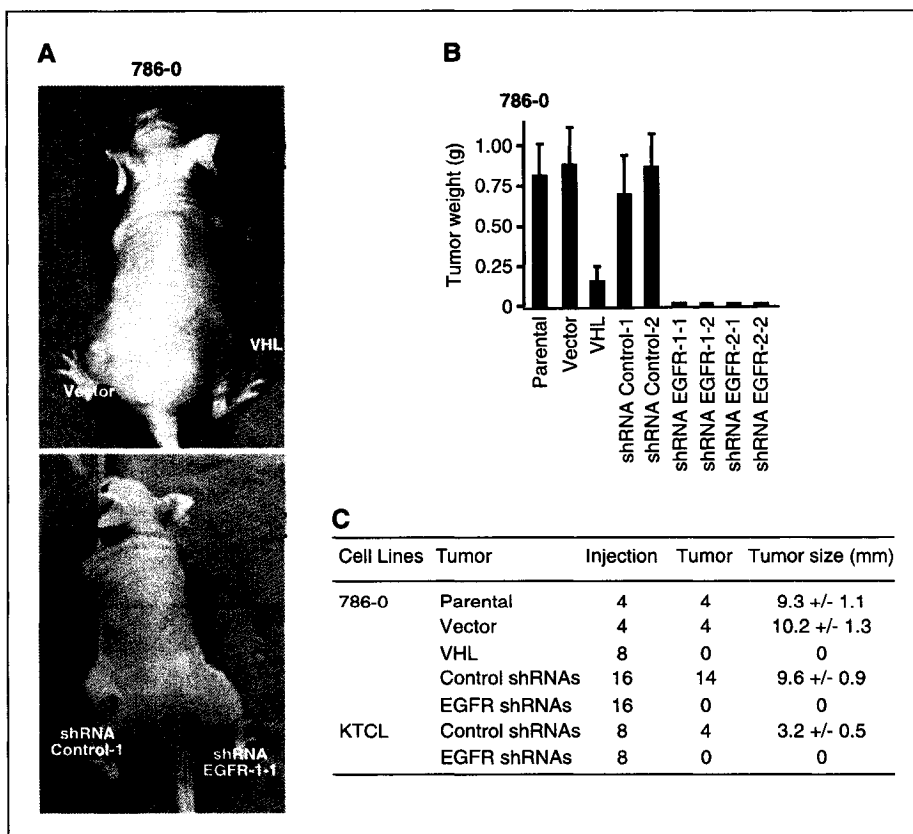 A
786-0
Vector
VHL
shRNA
Control-1
shRNA
EGFR-1-1
B
786-0
Tumor weight (g)
1.00
0.75
0.25
0
Parental
Vector
VHL
shRNA Control-1
shRNA Control-2
shRNA EGFR-1-1
shRNA EGFR-1-2
shRNA EGFR-2-1
shRNA EGFR-2-2
C
Cell Lines Tumor Injection Tumor Tumor size (mm)
786-0 Parental 4 4 9.3 +/- 1.1
Vector 4 4 10.2 +/- 1.3
VHL 8 0 0
Control shRNAs 16 14 9.6 +/- 0.9
EGFR shRNAs 16 0 0
KTCL Control shRNAs 8 4 3.2 +/- 0.5
EGFR shRNAs 8 0 0